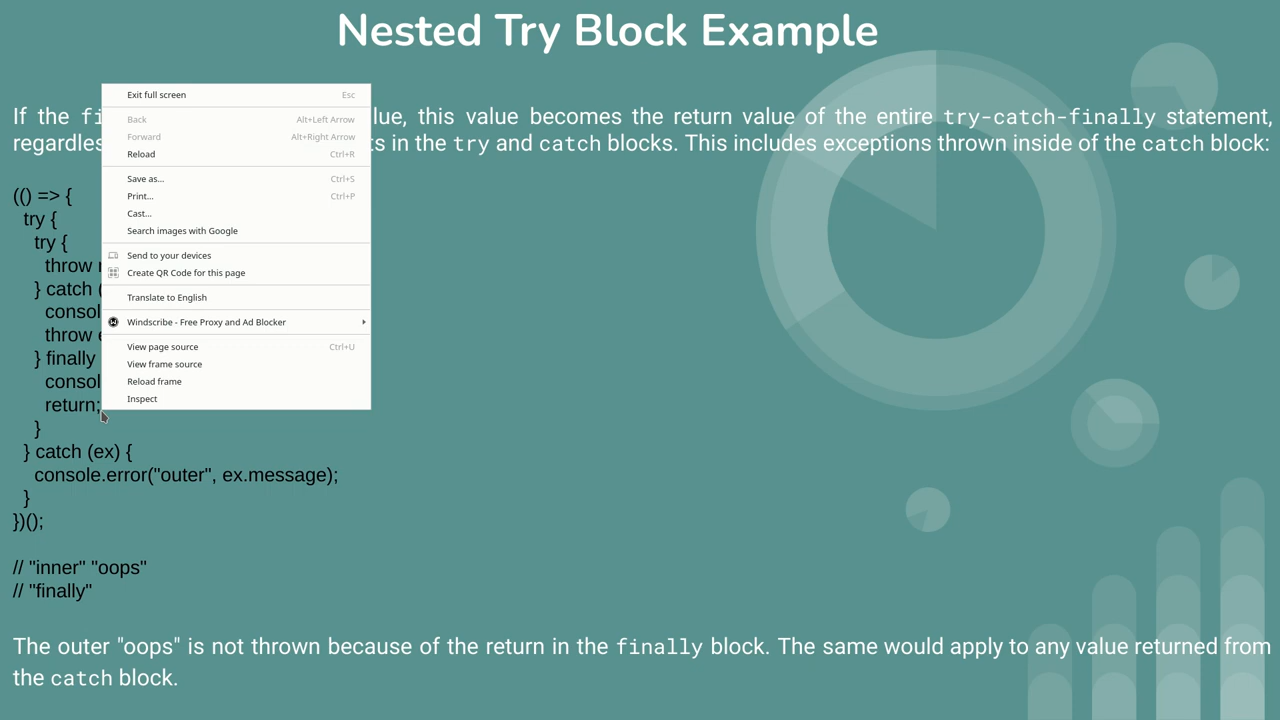 Nested Try Block Example
If the lue, this value becomes the return value of the entire try-catch-finally statement,
regardles s in the try and catch blocks. This includes exceptions thrown inside of the catch block:
Exit full screen Esc
Back Alt+Left Arrow
Forward Alt+Right Arrow
Reload Ctrl+R
Save as... Ctrl+S
Print... Ctrl+P
Cast...
Search images with Google
Send to your devices
Create QR Code for this page
Translate to English
Windscribe - Free Proxy and Ad Blocker
View page source Ctrl+U
View frame source
Reload frame
Inspect
(() => {
try {
try {
throw
} catch (
consol
throw
} finally
consol
return;
}
} catch (ex) {
console.error("outer", ex.message);
}
})();
// "inner" "oops"
// "finally"
The outer "oops" is not thrown because of the return in the finally block. The same would apply to any value returned from
the catch block.